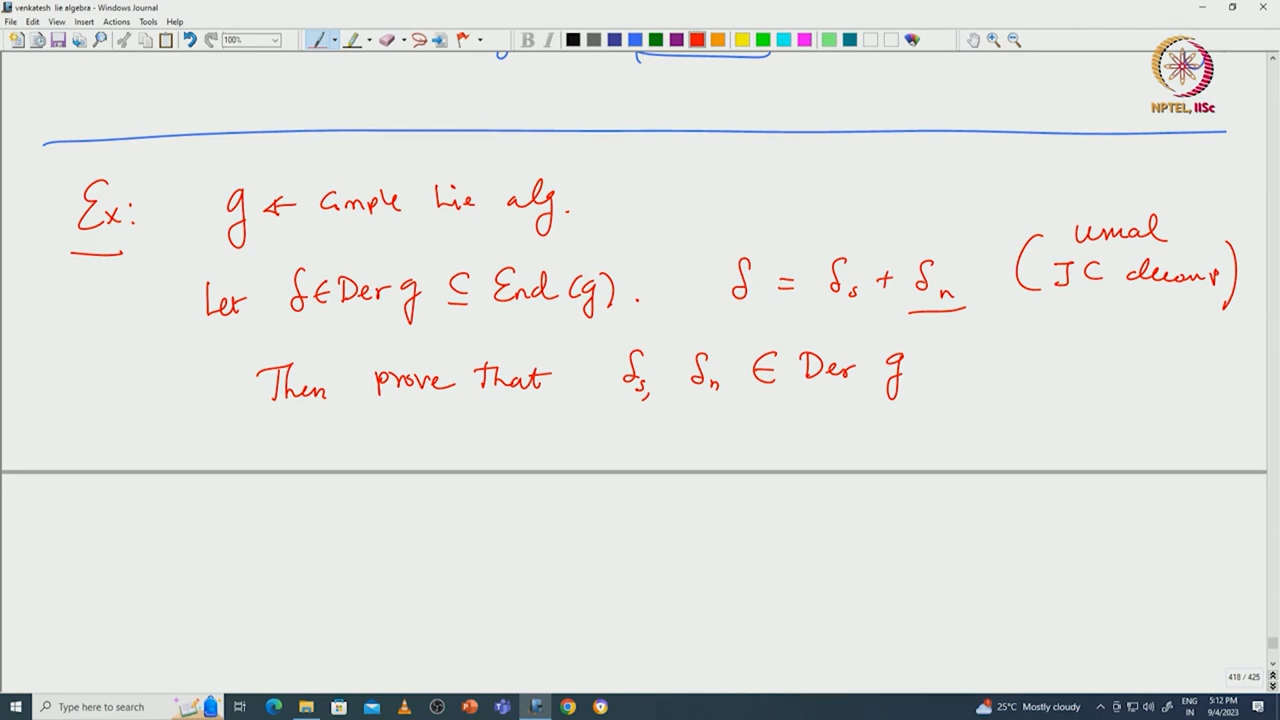 venkatesh lie algebra - Windows Journal
File Edit View Insert Actions Tools Help
100%
B I
NPTEL, IISc
Ex: g ← simple Lie alg.
Let δ ∈ Der g ⊆ End(g). δ = δs + δn (usual JC decomp)
Then prove that δs, δn ∈ Der g
418 / 425
Type here to search
25°C Mostly cloudy
ENG
IN
5:12 PM
9/4/2023